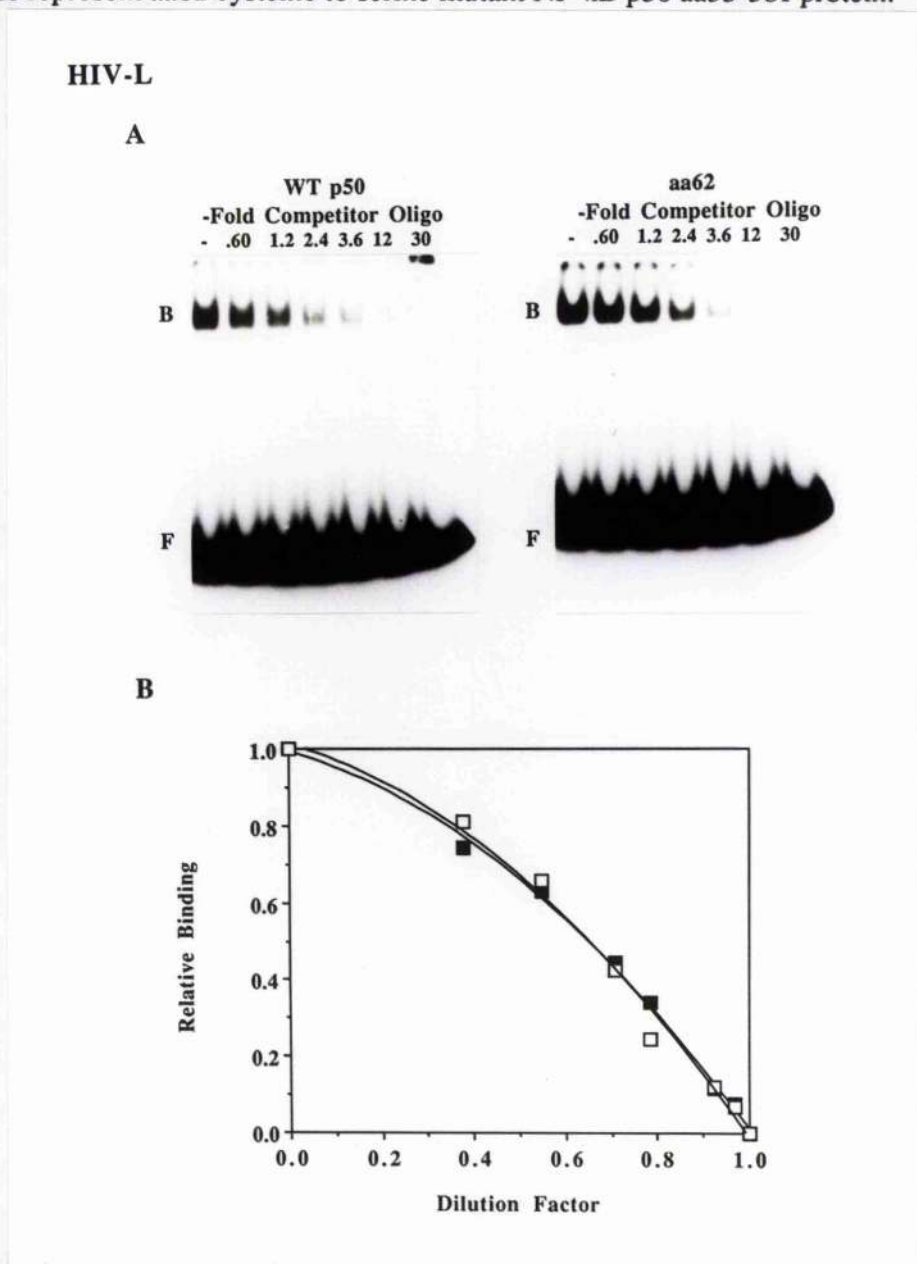 HIV-L
A
WT p50
-Fold Competitor Oligo
- .60 1.2 2.4 3.6 12 30
B
F
aa62
-Fold Competitor Oligo
- .60 1.2 2.4 3.6 12 30
B
F
B
1.0
0.8
0.6
0.4
0.2
0.0
Relative Binding
0.0 0.2 0.4 0.6 0.8 1.0
Dilution Factor